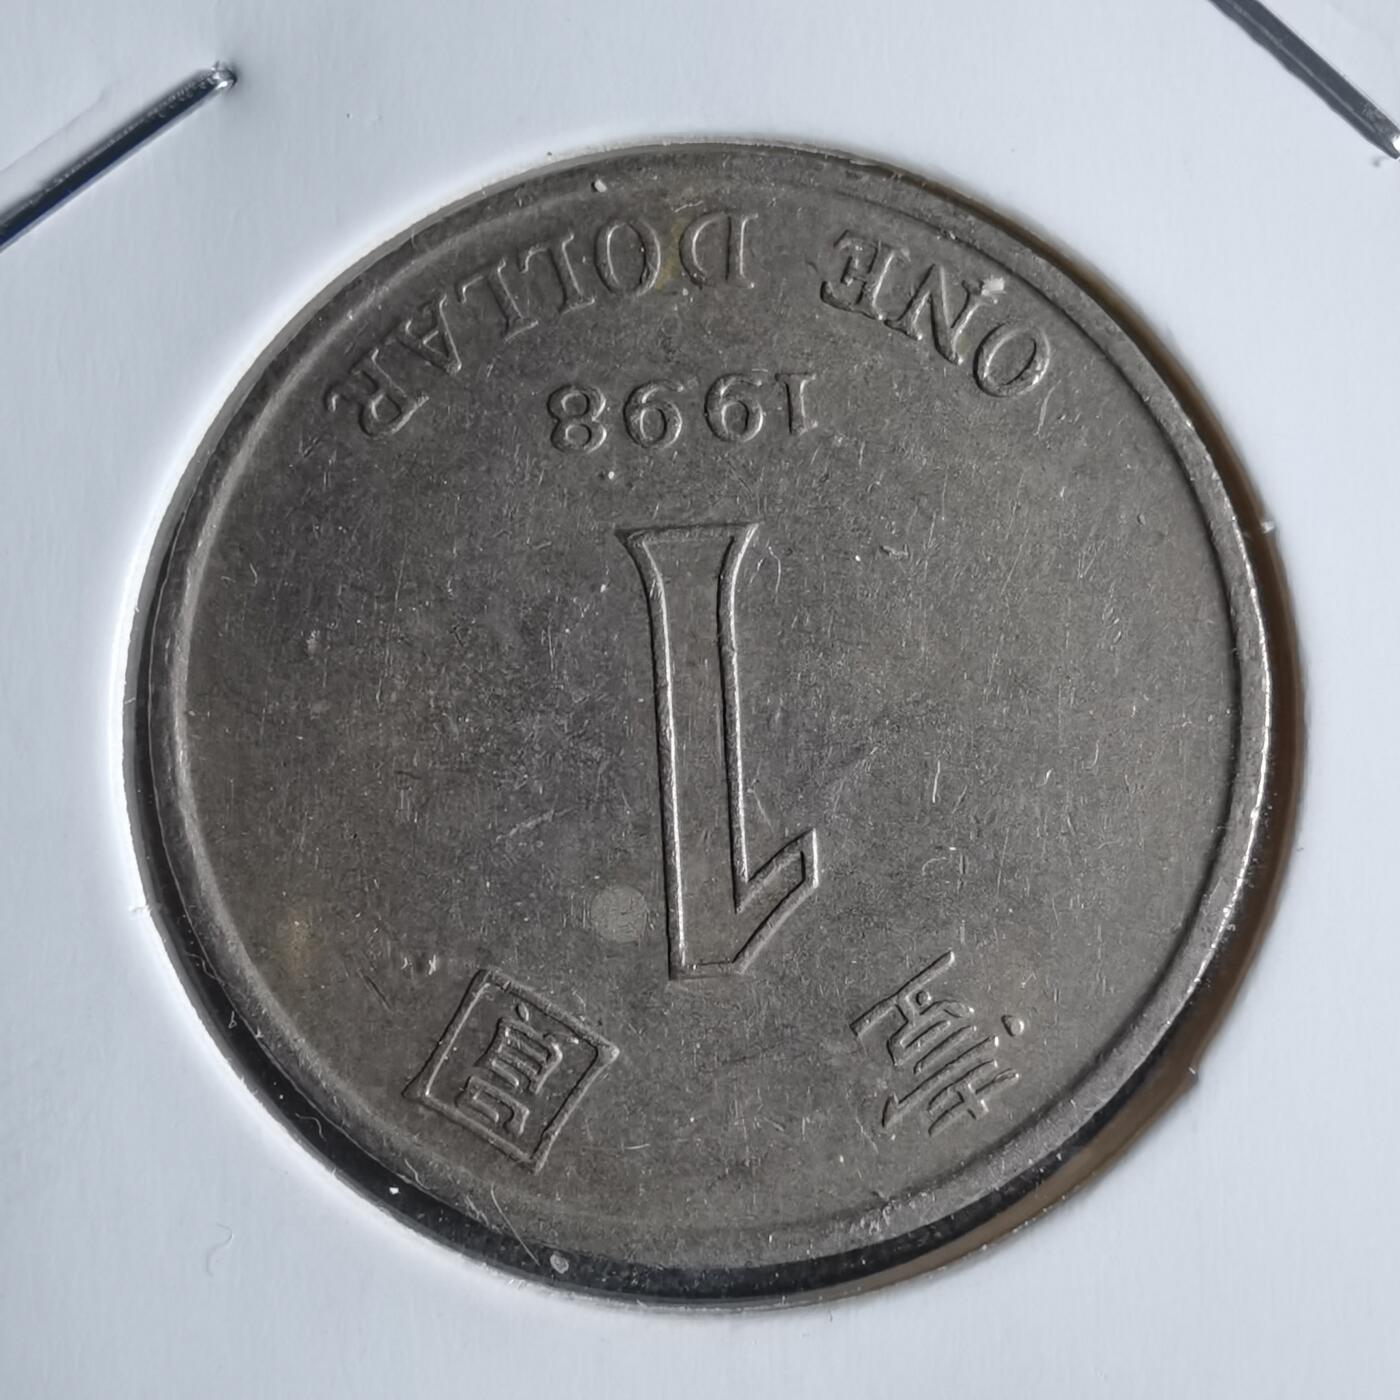 壹 圓
1
1998
ONE DOLLAR